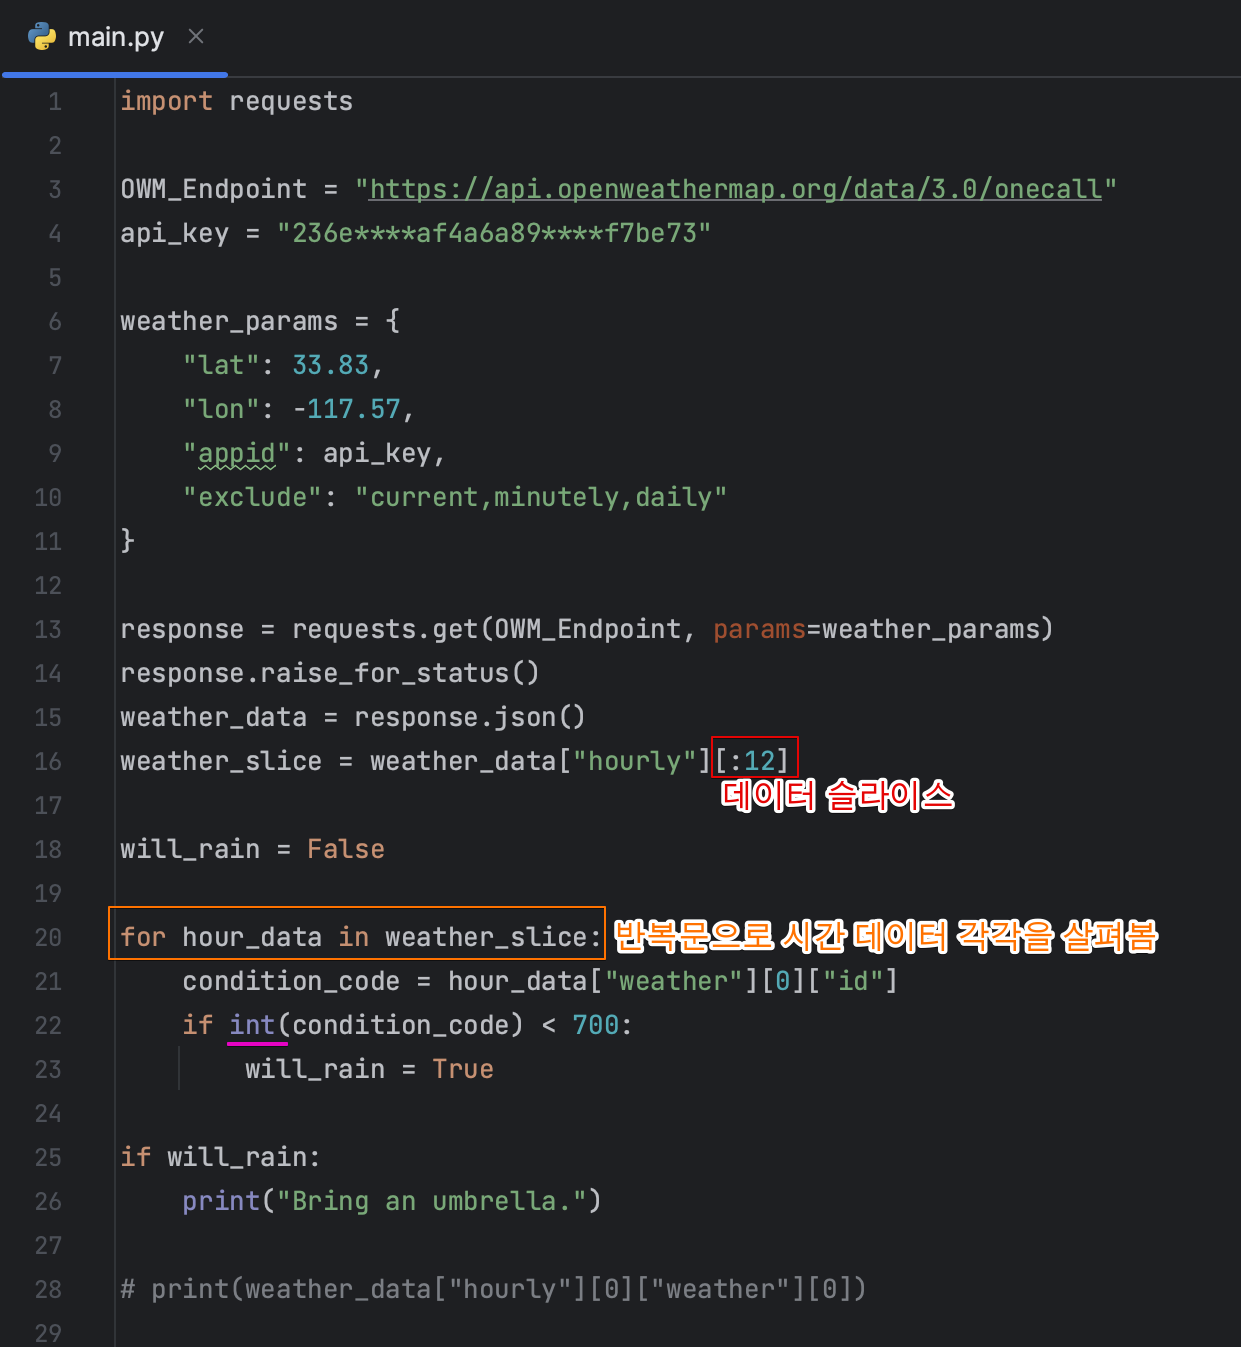 main.py
1 import requests
2
3 OWM_Endpoint = "https://api.openweathermap.org/data/3.0/onecall"
4 api_key = "236e****af4a6a89****f7be73"
5
6 weather_params = {
7     "lat": 33.83,
8     "lon": -117.57,
9     "appid": api_key,
10     "exclude": "current,minutely,daily"
11 }
12
13 response = requests.get(OWM_Endpoint, params=weather_params)
14 response.raise_for_status()
15 weather_data = response.json()
16 weather_slice = weather_data["hourly"][:12]
데이터 슬라이스
17
18 will_rain = False
19
20 for hour_data in weather_slice: 반복문으로 시간 데이터 각각을 살펴봄
21     condition_code = hour_data["weather"][0]["id"]
22     if int(condition_code) < 700:
23         will_rain = True
24
25 if will_rain:
26     print("Bring an umbrella.")
27
28 # print(weather_data["hourly"][0]["weather"][0])
29